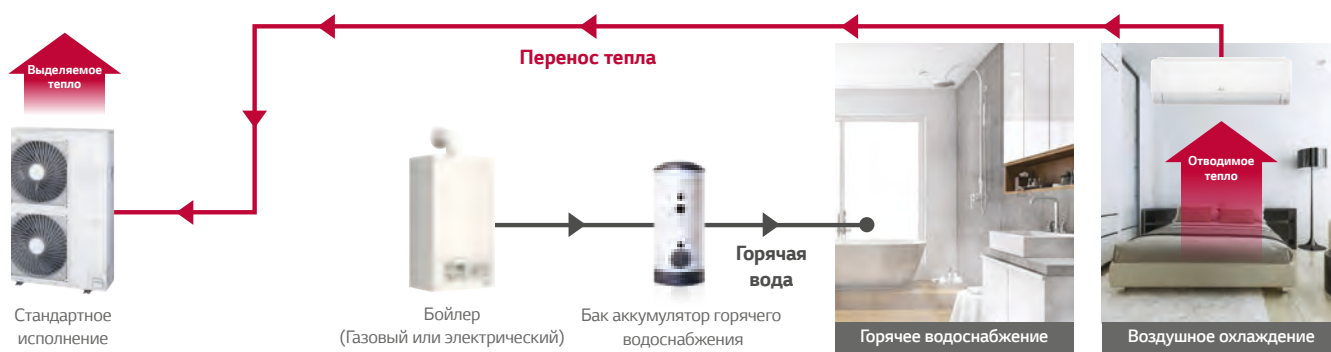 Перенос тепла
Выделяемое
тепло
Отводимое
тепло
Горячая
вода
Стандартное
исполнение
Бойлер
(Газовый или электрический)
Бак аккумулятор горячего
водоснабжения
Горячее водоснабжение
Воздушное охлаждение